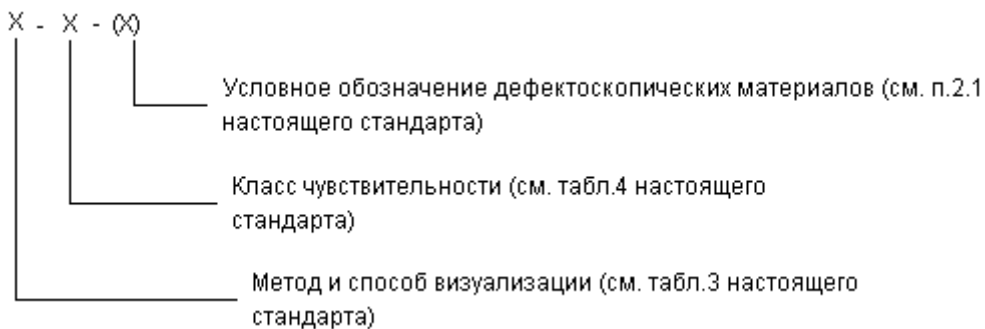 X - X - (X)
Условное обозначение дефектоскопических материалов (см. п.2.1
настоящего стандарта)
Класс чувствительности (см. табл.4 настоящего
стандарта)
Метод и способ визуализации (см. табл.3 настоящего
стандарта)